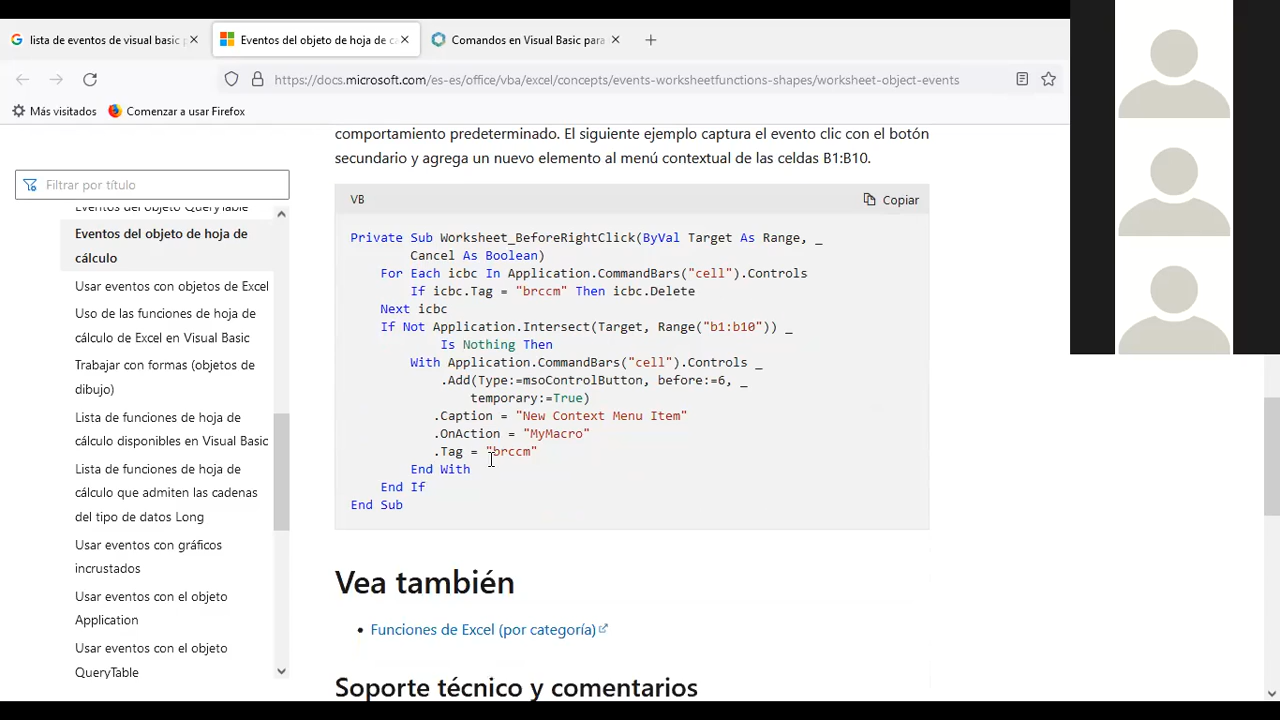 lista de eventos de visual basic p
Eventos del objeto de hoja de c
Comandos en Visual Basic para
https://docs.microsoft.com/es-es/office/vba/excel/concepts/events-worksheetfunctions-shapes/worksheet-object-events
Más visitados
Comenzar a usar Firefox
Filtrar por título
Eventos del objeto QueryTable
Eventos del objeto de hoja de
cálculo
Usar eventos con objetos de Excel
Uso de las funciones de hoja de
cálculo de Excel en Visual Basic
Trabajar con formas (objetos de
dibujo)
Lista de funciones de hoja de
cálculo disponibles en Visual Basic
Lista de funciones de hoja de
cálculo que admiten las cadenas
del tipo de datos Long
Usar eventos con gráficos
incrustados
Usar eventos con el objeto
Application
Usar eventos con el objeto
QueryTable
comportamiento predeterminado. El siguiente ejemplo captura el evento clic con el botón
secundario y agrega un nuevo elemento al menú contextual de las celdas B1:B10.
VB
Copiar
Private Sub Worksheet_BeforeRightClick(ByVal Target As Range, _
Cancel As Boolean)
For Each icbc In Application.CommandBars("cell").Controls
If icbc.Tag = "brccm" Then icbc.Delete
Next icbc
If Not Application.Intersect(Target, Range("b1:b10")) _
Is Nothing Then
With Application.CommandBars("cell").Controls _
.Add(Type:=msoControlButton, before:=6, _
temporary:=True)
.Caption = "New Context Menu Item"
.OnAction = "MyMacro"
.Tag = "brccm"
End With
End If
End Sub
Vea también
• Funciones de Excel (por categoría)
Soporte técnico y comentarios